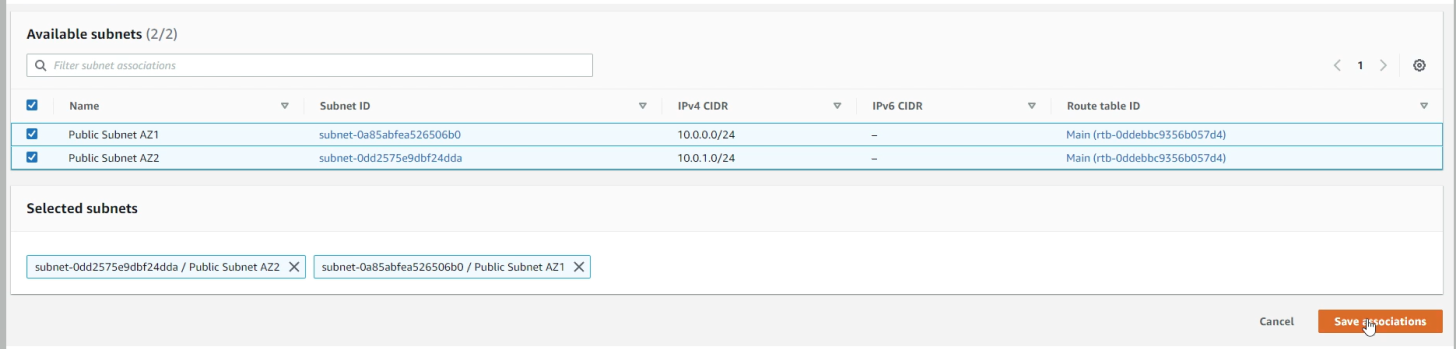 Available subnets (2/2)
Filter subnet associations
1
Name Subnet ID IPv4 CIDR IPv6 CIDR Route table ID
Public Subnet AZ1 subnet-0a85abfea526506b0 10.0.0.0/24 – Main (rtb-0ddebbc9356b057d4)
Public Subnet AZ2 subnet-0dd2575e9dbf24dda 10.0.1.0/24 – Main (rtb-0ddebbc9356b057d4)
Selected subnets
subnet-0dd2575e9dbf24dda / Public Subnet AZ2 subnet-0a85abfea526506b0 / Public Subnet AZ1
Cancel Save associations